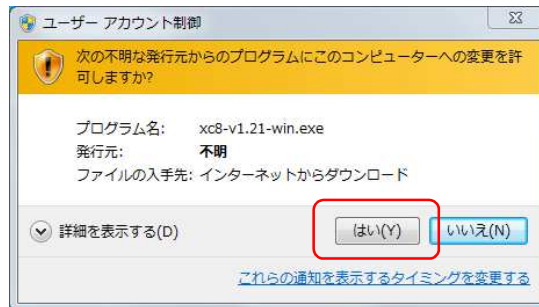 ユーザー アカウント制御
次の不明な発行元からのプログラムにこのコンピューターへの変更を許
可しますか?
プログラム名: xc8-v1.21-win.exe
発行元: 不明
ファイルの入手先: インターネットからダウンロード
詳細を表示する(D) はい(Y) いいえ(N)
これらの通知を表示するタイミングを変更する